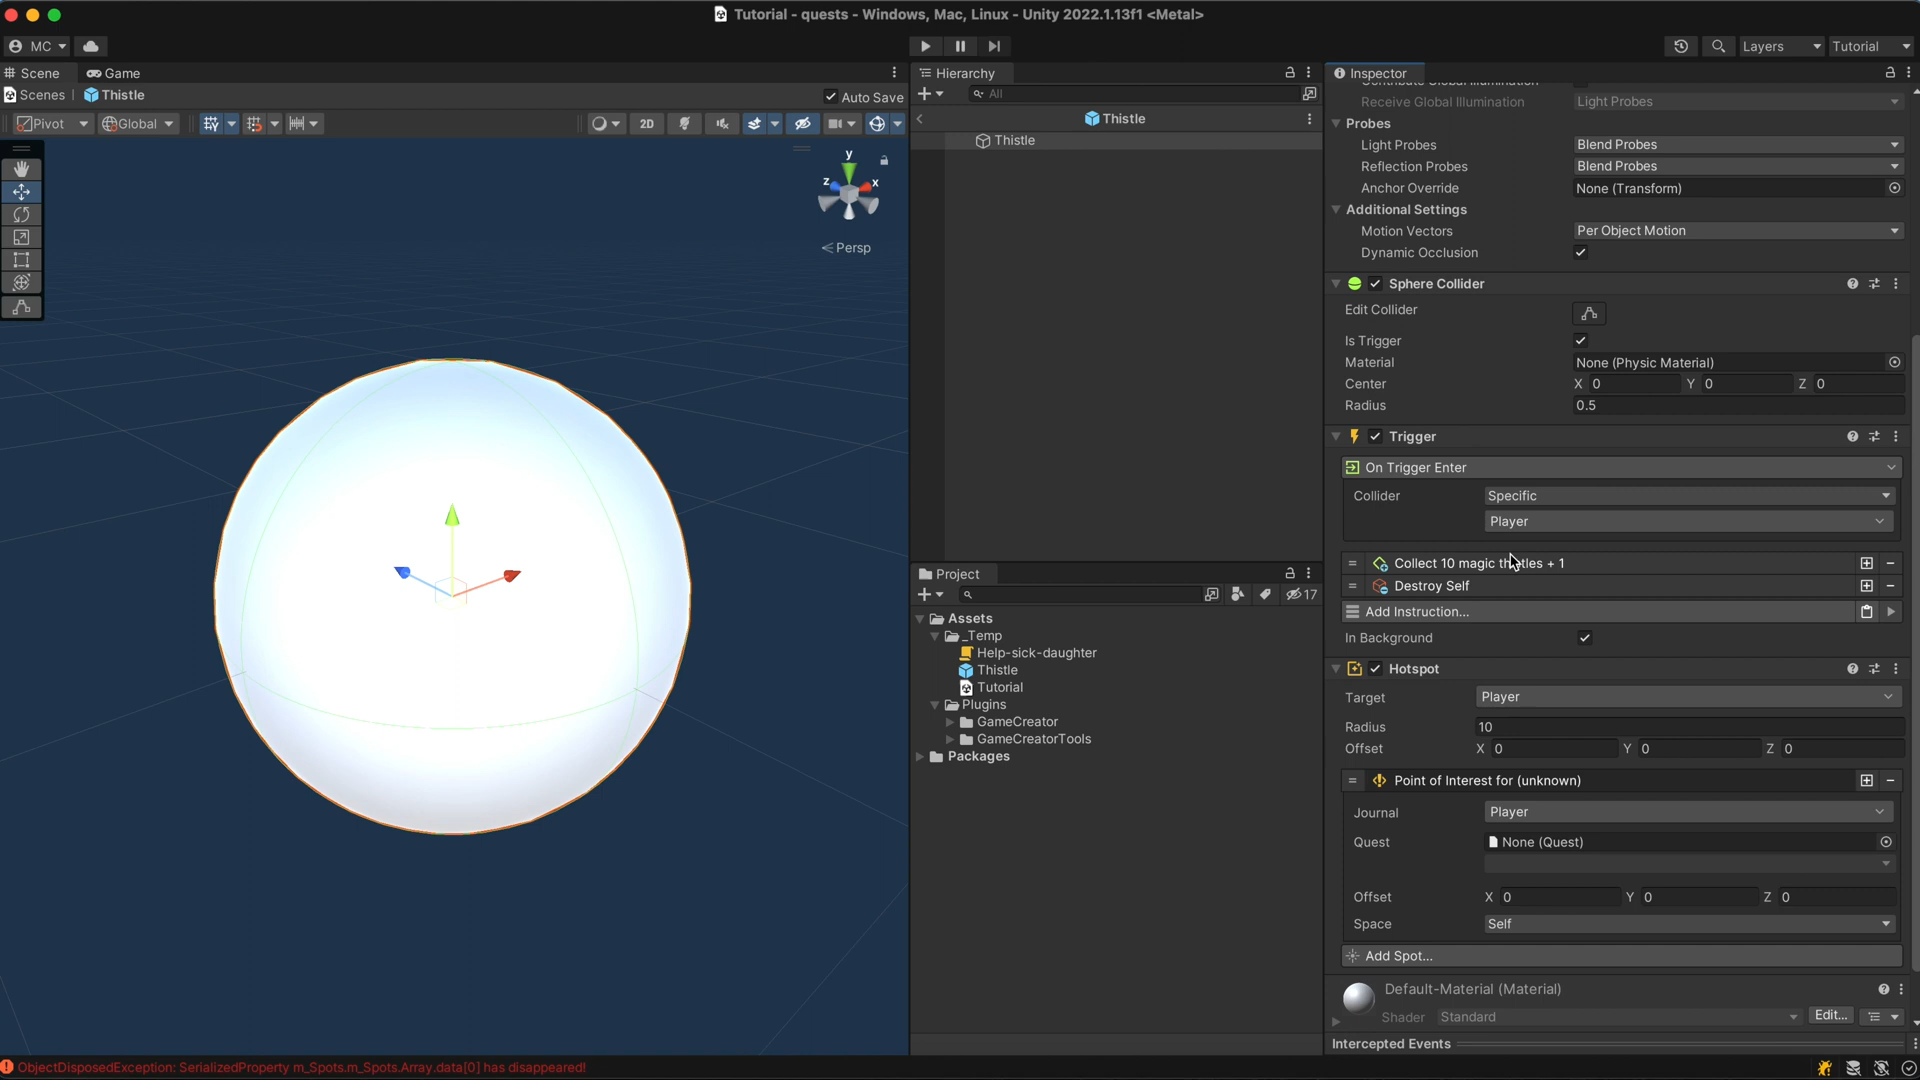 Tutorial - quests - Windows, Mac, Linux - Unity 2022.1.13f1 <Metal>
MC
Layers
Tutorial
Scene
Game
Scenes
Thistle
Auto Save
Pivot
Global
2D
y
z
x
Persp
Hierarchy
All
Thistle
Thistle
Project
17
Assets
_Temp
Help-sick-daughter
Thistle
Tutorial
Plugins
GameCreator
GameCreatorTools
Packages
Inspector
Contribute Global Illumination
Receive Global Illumination Light Probes
Probes
Light Probes Blend Probes
Reflection Probes Blend Probes
Anchor Override None (Transform)
Additional Settings
Motion Vectors Per Object Motion
Dynamic Occlusion
Sphere Collider
Edit Collider
Is Trigger
Material None (Physic Material)
Center X 0 Y 0 Z 0
Radius 0.5
Trigger
On Trigger Enter
Collider Specific
Player
Collect 10 magic thistles + 1
Destroy Self
Add Instruction...
In Background
Hotspot
Target Player
Radius 10
Offset X 0 Y 0 Z 0
Point of Interest for (unknown)
Journal Player
Quest None (Quest)
Offset X 0 Y 0 Z 0
Space Self
Add Spot...
Default-Material (Material)
Shader Standard Edit...
Intercepted Events
ObjectDisposedException: SerializedProperty m_Spots.m_Spots.Array.data[0] has disappeared!